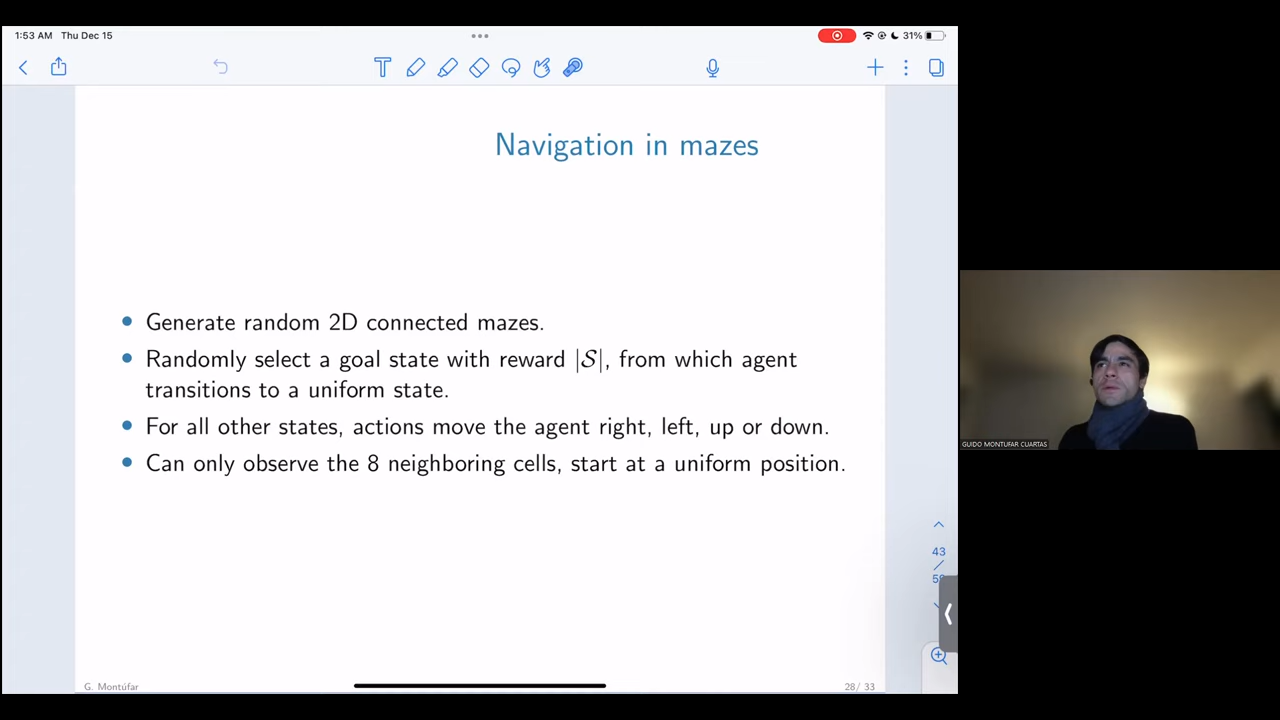 1:53 AM Thu Dec 15
31%
Navigation in mazes
• Generate random 2D connected mazes.
• Randomly select a goal state with reward |𝒮|, from which agent
transitions to a uniform state.
• For all other states, actions move the agent right, left, up or down.
• Can only observe the 8 neighboring cells, start at a uniform position.
GUIDO MONTUFAR CUARTAS
43
/
G. Montúfar
28/ 33